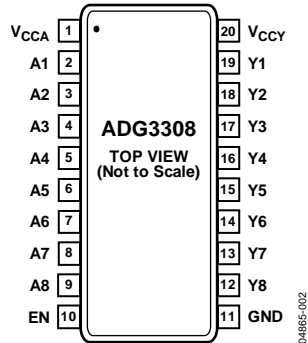 VCCA 1 20 VCCY
A1 2 19 Y1
A2 3 18 Y2
A3 4 ADG3308 17 Y3
A4 5 TOP VIEW 16 Y4
(Not to Scale)
A5 6 15 Y5
A6 7 14 Y6
A7 8 13 Y7
A8 9 12 Y8
EN 10 11 GND
04865-002